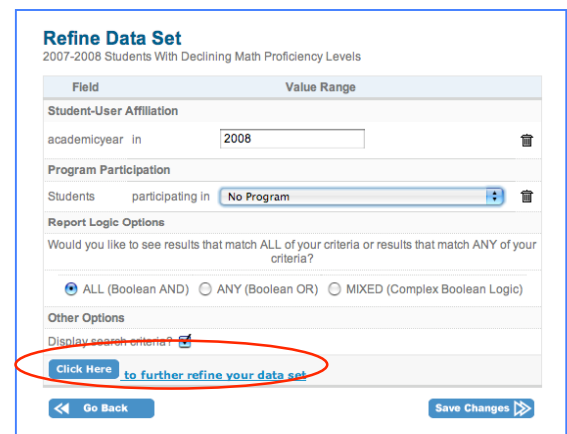 Refine Data Set
2007-2008 Students With Declining Math Proficiency Levels
Field Value Range
Student-User Affiliation
academicyear in 2008
Program Participation
Students participating in No Program
Report Logic Options
Would you like to see results that match ALL of your criteria or results that match ANY of your
criteria?
ALL (Boolean AND) ANY (Boolean OR) MIXED (Complex Boolean Logic)
Other Options
Display search criteria?
Click Here to further refine your data set
Go Back Save Changes